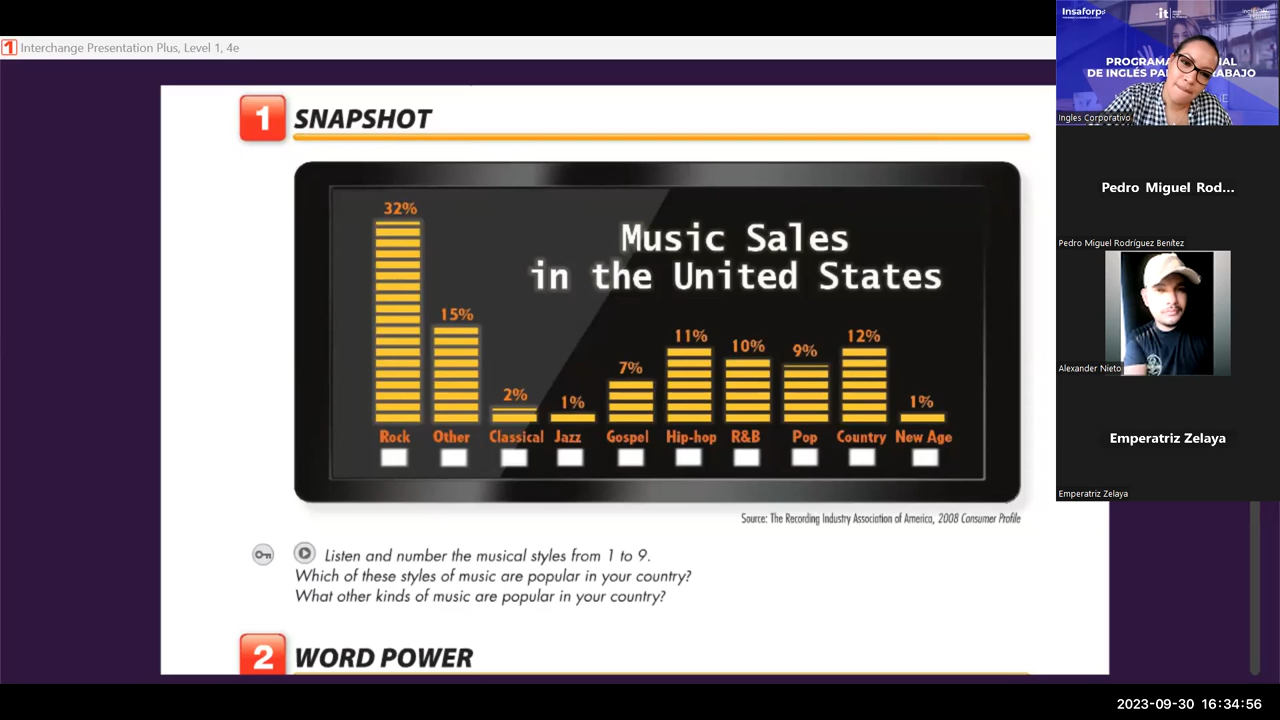 Interchange Presentation Plus, Level 1, 4e
1 SNAPSHOT
Music Sales
in the United States
32%
15%
2%
1%
7%
11%
10%
9%
12%
1%
Rock
Other
Classical
Jazz
Gospel
Hip-hop
R&B
Pop
Country
New Age
Source: The Recording Industry Association of America, 2008 Consumer Profile
Listen and number the musical styles from 1 to 9.
Which of these styles of music are popular in your country?
What other kinds of music are popular in your country?
2 WORD POWER
Insaforp
it
PROGRAMA
DE INGLÉS
Ingles Corporativo
Pedro Miguel Rod...
Pedro Miguel Rodríguez Benítez
Alexander Nieto
Emperatriz Zelaya
Emperatriz Zelaya
2023-09-30 16:34:56